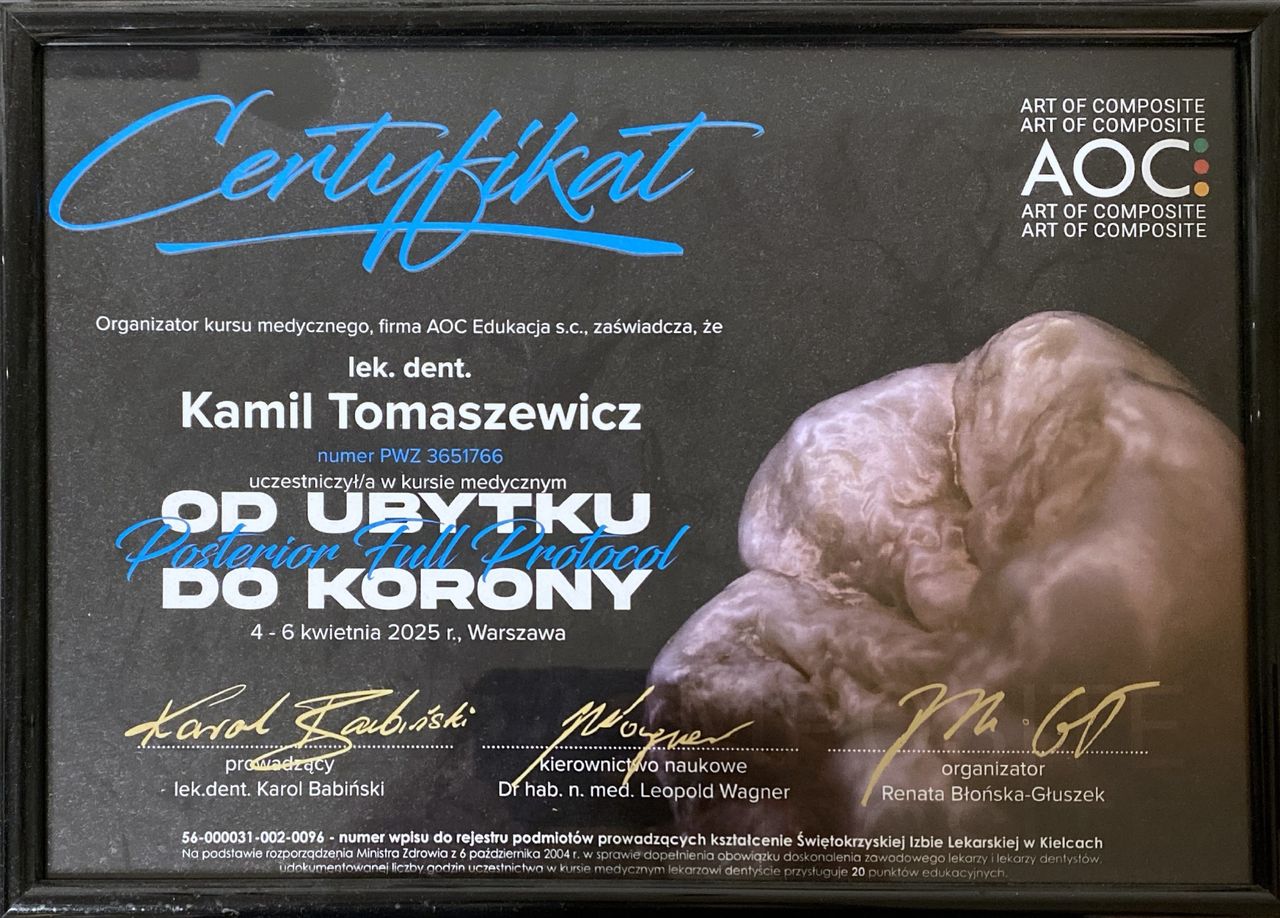 Certyfikat
ART OF COMPOSITE
ART OF COMPOSITE
AOC
ART OF COMPOSITE
ART OF COMPOSITE
Organizator kursu medycznego, firma AOC Edukacja s.c., zaświadcza, że
lek. dent.
Kamil Tomaszewicz
numer PWZ 3651766
uczestniczył/a w kursie medycznym
OD UBYTKU
Posterior Full Protocol
DO KORONY
4 - 6 kwietnia 2025 r., Warszawa
Karol Babiński
prowadzący
lek.dent. Karol Babiński
kierownictwo naukowe
Dr hab. n. med. Leopold Wagner
organizator
Renata Błońska-Głuszek
56-000031-002-0096 - numer wpisu do rejestru podmiotów prowadzących kształcenie Świętokrzyskiej Izbie Lekarskiej w Kielcach
Na podstawie rozporządzenia Ministra Zdrowia z 6 października 2004 r. w sprawie dopełnienia obowiązku doskonalenia zawodowego lekarzy i lekarzy dentystów,
udokumentowanej liczby godzin uczestnictwa w kursie medycznym lekarzowi dentyście przysługuje 20 punktów edukacyjnych.